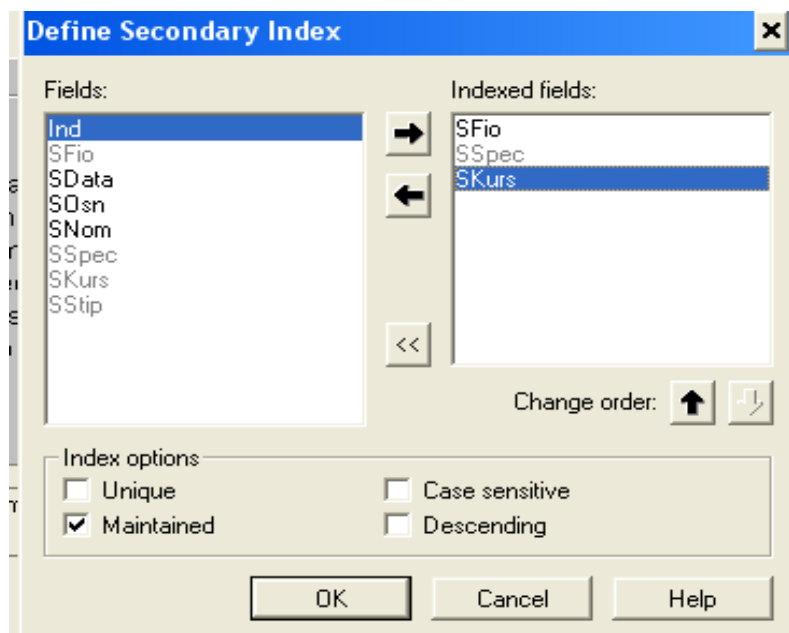 Define Secondary Index
Fields:
Ind
SFio
SData
SOsn
SNom
SSpec
SKurs
SStip
Indexed fields:
SFio
SSpec
SKurs
<<
Change order:
Index options
Unique
Case sensitive
Maintained
Descending
OK
Cancel
Help